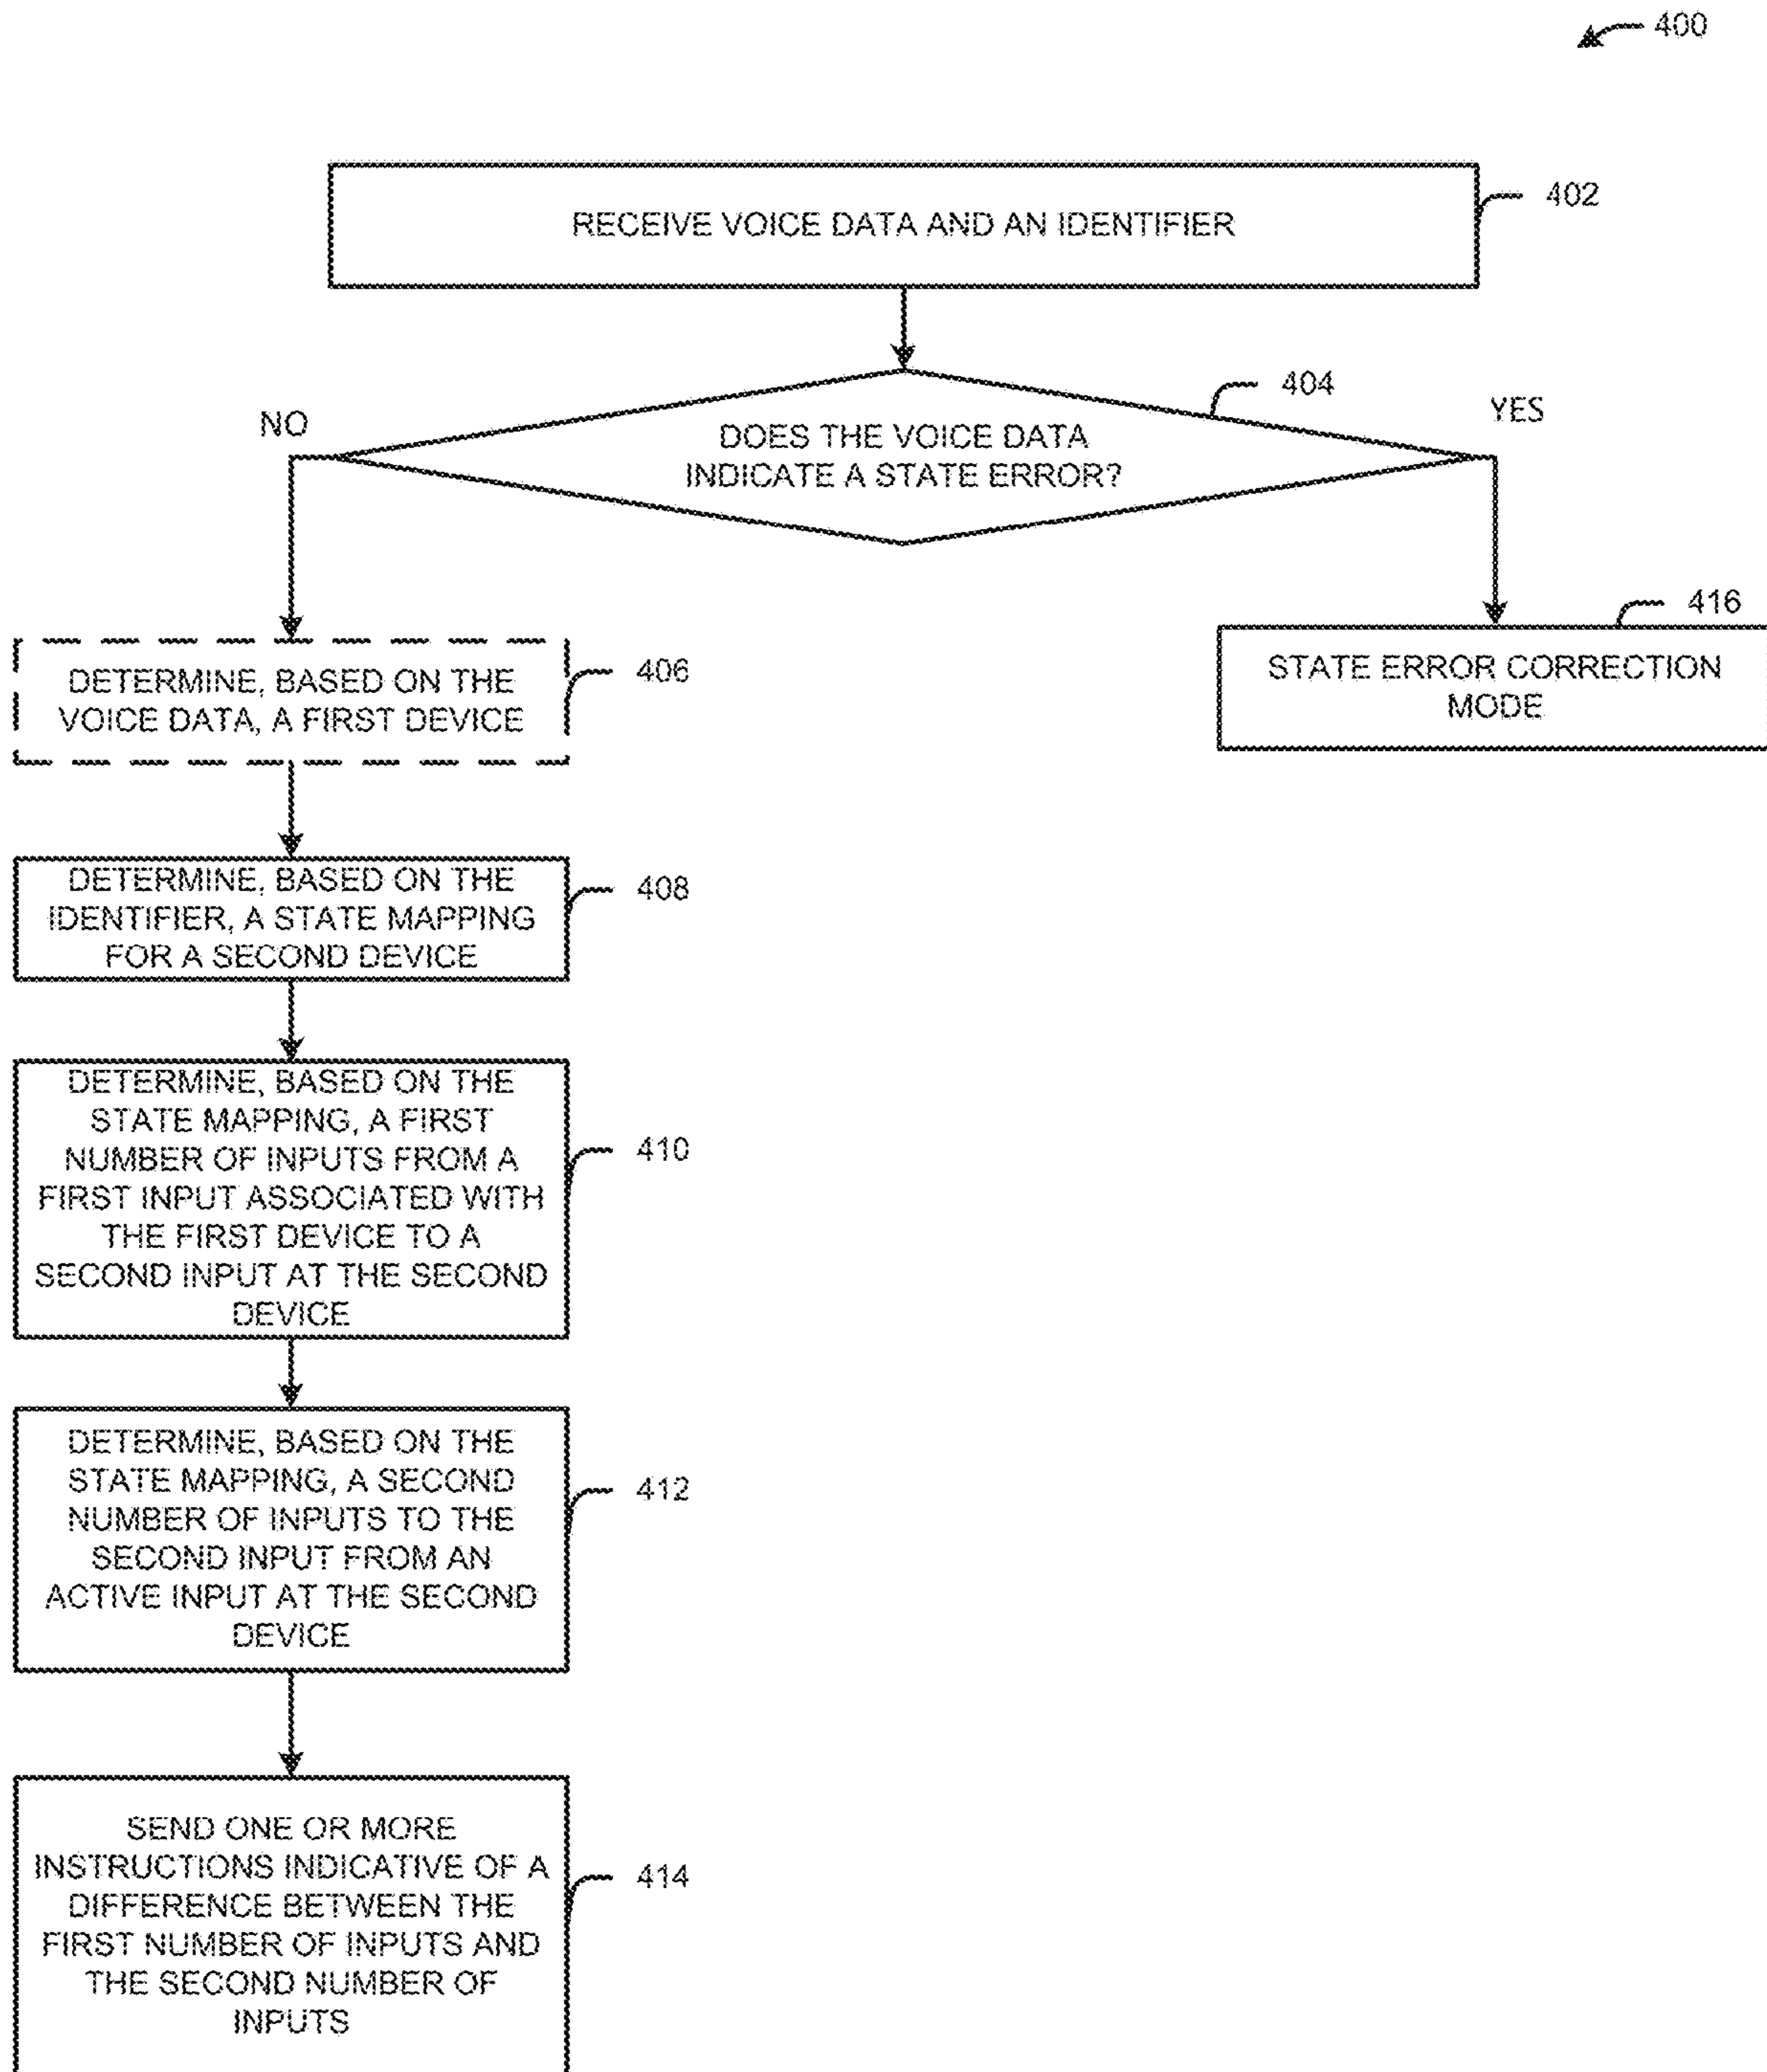 400
RECEIVE VOICE DATA AND AN IDENTIFIER
402
404
NO
YES
DOES THE VOICE DATA
INDICATE A STATE ERROR?
416
STATE ERROR CORRECTION
MODE
DETERMINE, BASED ON THE
VOICE DATA, A FIRST DEVICE
406
DETERMINE, BASED ON THE
IDENTIFIER, A STATE MAPPING
FOR A SECOND DEVICE
408
DETERMINE, BASED ON THE
STATE MAPPING, A FIRST
NUMBER OF INPUTS FROM A
FIRST INPUT ASSOCIATED WITH
THE FIRST DEVICE TO A
SECOND INPUT AT THE SECOND
DEVICE
410
DETERMINE, BASED ON THE
STATE MAPPING, A SECOND
NUMBER OF INPUTS TO THE
SECOND INPUT FROM AN
ACTIVE INPUT AT THE SECOND
DEVICE
412
SEND ONE OR MORE
INSTRUCTIONS INDICATIVE OF A
DIFFERENCE BETWEEN THE
FIRST NUMBER OF INPUTS AND
THE SECOND NUMBER OF
INPUTS
414